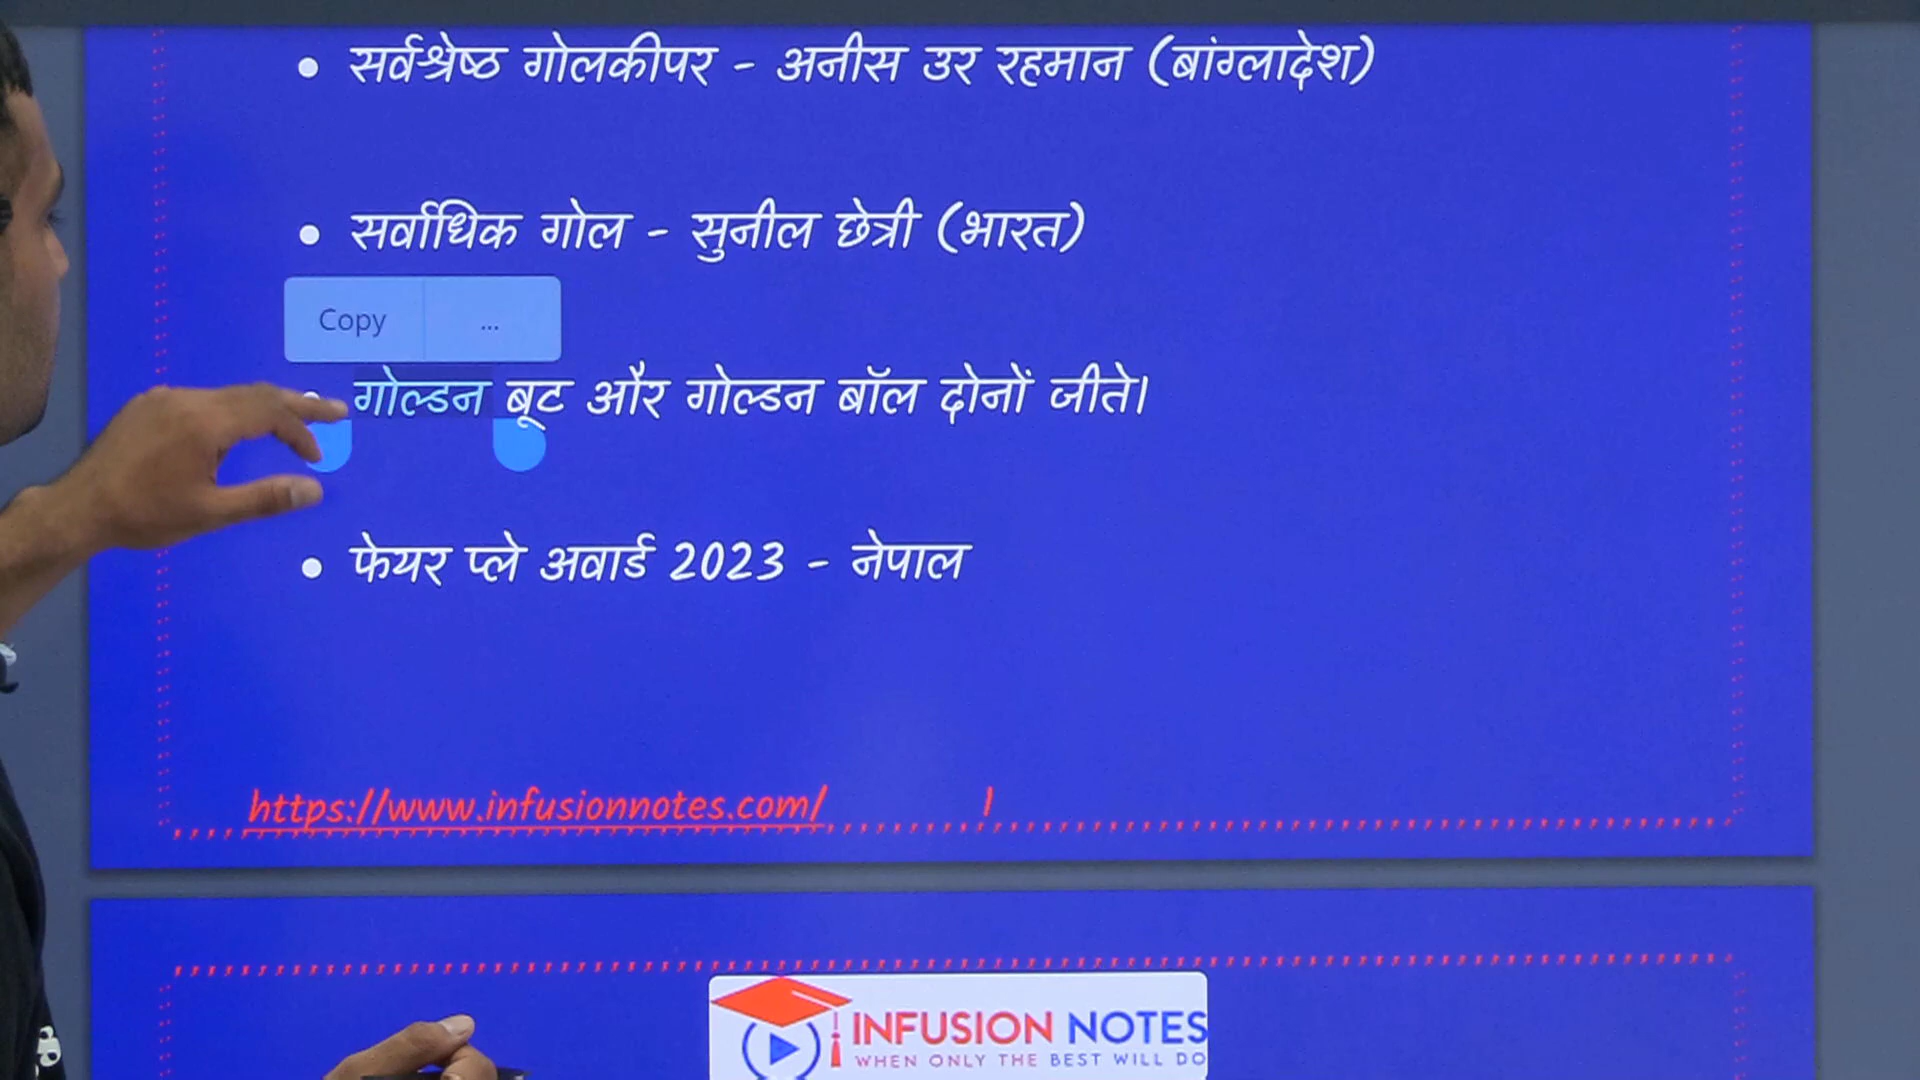 सर्वश्रेष्ठ गोलकीपर - अनीस उर रहमान (बांग्लादेश)
सर्वाधिक गोल - सुनील छेत्री (भारत)
Copy ...
गोल्डन बूट और गोल्डन बॉल दोनों जीते।
फेयर प्ले अवार्ड 2023 - नेपाल
https://www.infusionnotes.com/ 1
INFUSION NOTES
WHEN ONLY THE BEST WILL DO